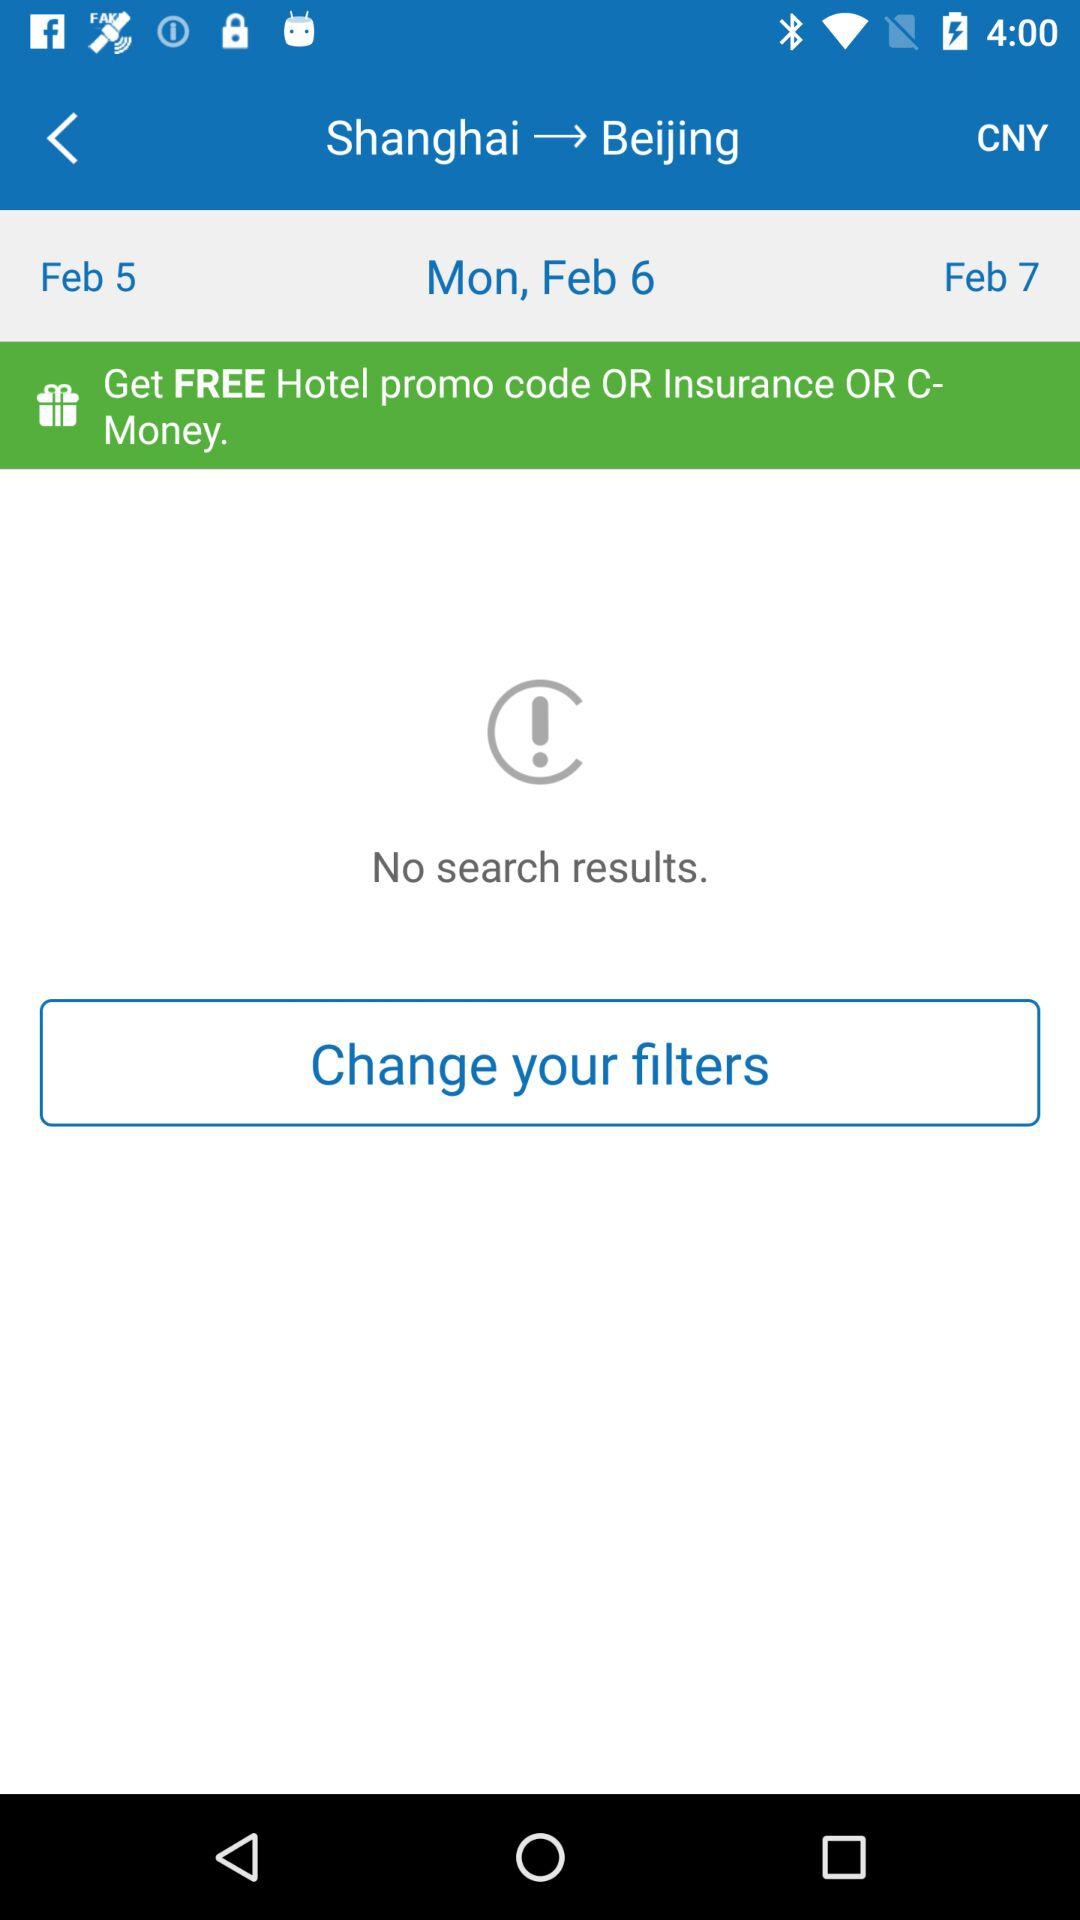 FAKE
4:00
Shanghai → Beijing
CNY
Feb 5
Mon, Feb 6
Feb 7
Get FREE Hotel promo code OR Insurance OR C-
Money.
No search results.
Change your filters